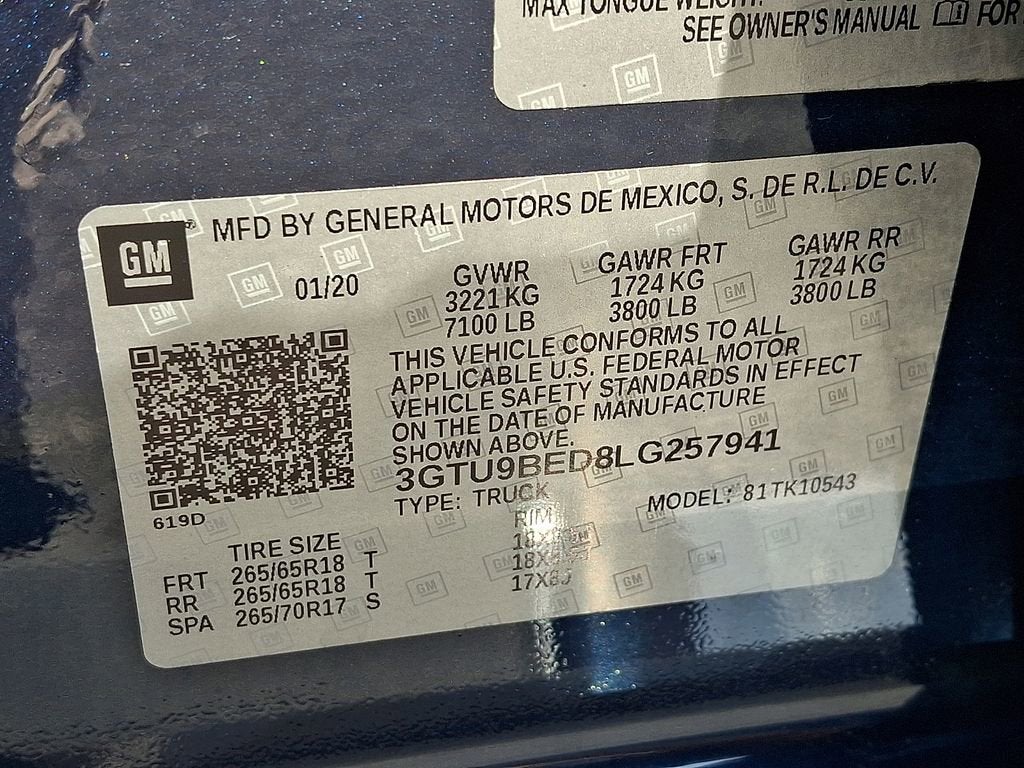 MAX TONGUE WEIGHT:
SEE OWNER'S MANUAL FOR
GM
MFD BY GENERAL MOTORS DE MEXICO, S. DE R.L. DE C.V.
01/20
GVWR
3221 KG
7100 LB
GAWR FRT
1724 KG
3800 LB
GAWR RR
1724 KG
3800 LB
THIS VEHICLE CONFORMS TO ALL
APPLICABLE U.S. FEDERAL MOTOR
VEHICLE SAFETY STANDARDS IN EFFECT
ON THE DATE OF MANUFACTURE
SHOWN ABOVE.
3GTU9BED8LG257941
TYPE: TRUCK
MODEL: 81TK10543
619D
TIRE SIZE
RIM
FRT 265/65R18 T
RR 265/65R18 T
SPA 265/70R17 S